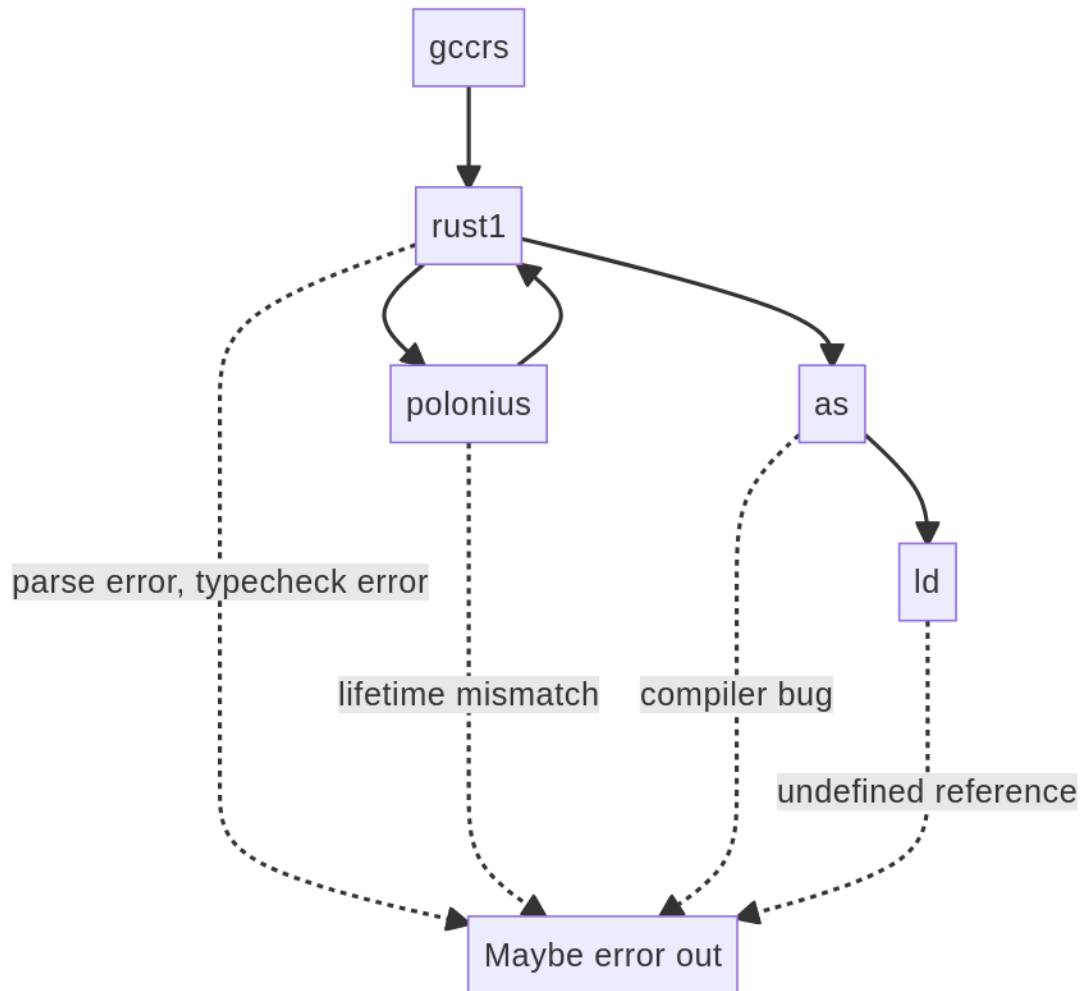 gccrs
rust1
polonius
as
parse error, typecheck error
ld
lifetime mismatch
compiler bug
undefined reference
Maybe error out